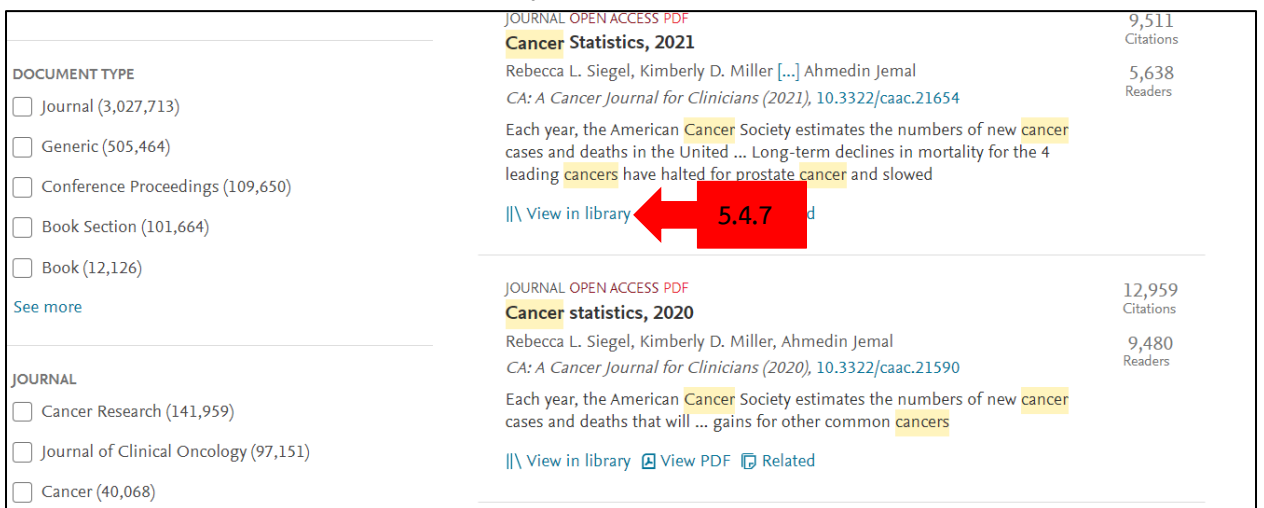 DOCUMENT TYPE
Journal (3,027,713)
Generic (505,464)
Conference Proceedings (109,650)
Book Section (101,664)
Book (12,126)
See more
JOURNAL
Cancer Research (141,959)
Journal of Clinical Oncology (97,151)
Cancer (40,068)
JOURNAL OPEN ACCESS PDF
Cancer Statistics, 2021
Rebecca L. Siegel, Kimberly D. Miller [...] Ahmedin Jemal
CA: A Cancer Journal for Clinicians (2021), 10.3322/caac.21654
Each year, the American Cancer Society estimates the numbers of new cancer
cases and deaths in the United ... Long-term declines in mortality for the 4
leading cancers have halted for prostate cancer and slowed
View in library
5.4.7
9,511
Citations
5,638
Readers
JOURNAL OPEN ACCESS PDF
Cancer statistics, 2020
Rebecca L. Siegel, Kimberly D. Miller, Ahmedin Jemal
CA: A Cancer Journal for Clinicians (2020), 10.3322/caac.21590
Each year, the American Cancer Society estimates the numbers of new cancer
cases and deaths that will ... gains for other common cancers
View in library View PDF Related
12,959
Citations
9,480
Readers